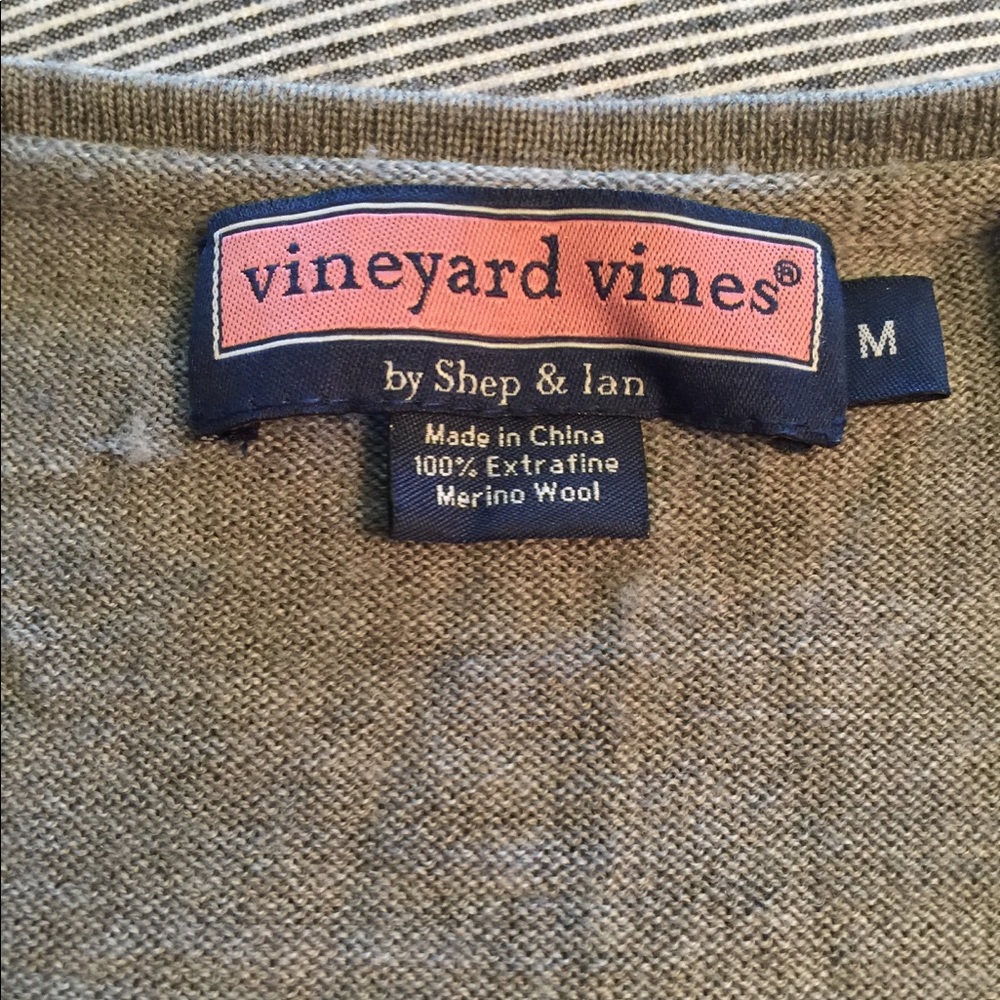 vineyard vines®
by Shep & Ian
M
Made in China
100% Extrafine
Merino Wool